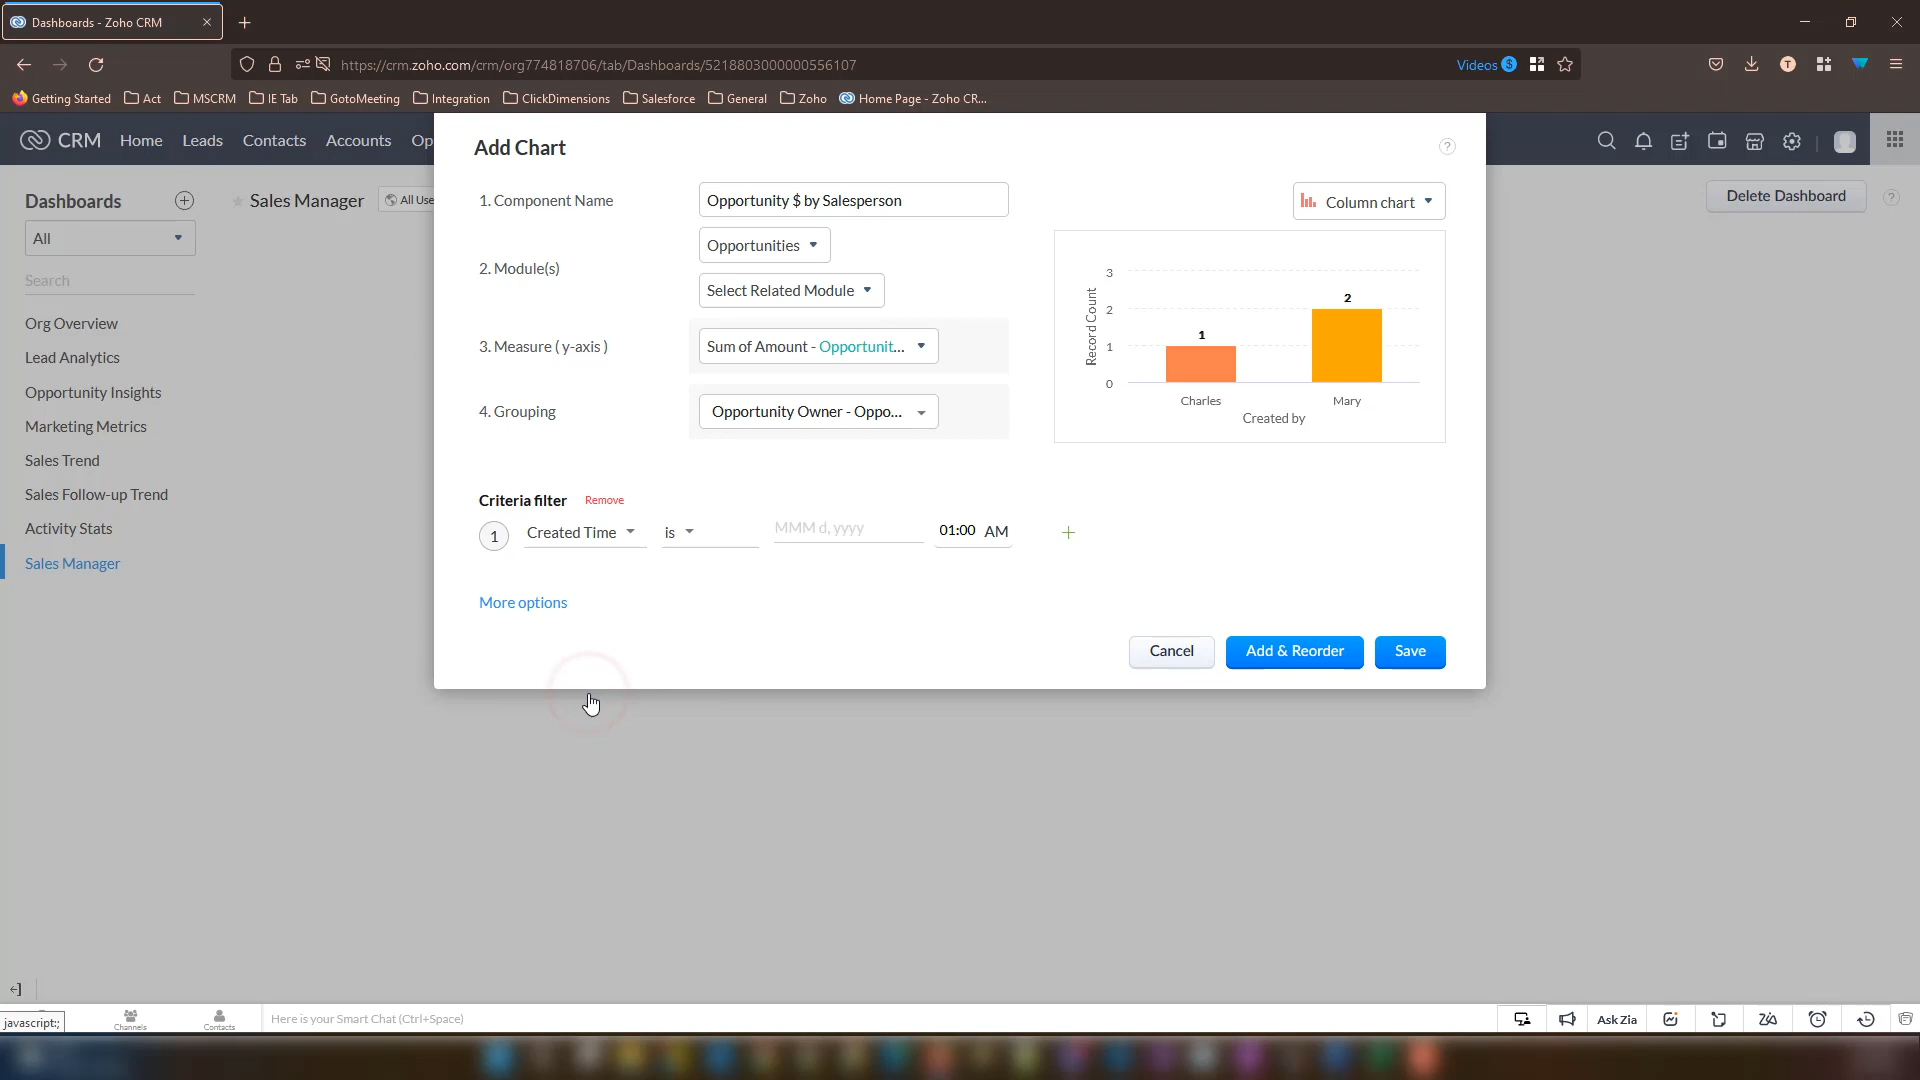 Dashboards - Zoho CRM
https://crm.zoho.com/crm/org774818706/tab/Dashboards/5218803000000556107
Videos $
T
Getting Started
Act
MSCRM
IE Tab
GotoMeeting
Integration
ClickDimensions
Salesforce
General
Zoho
Home Page - Zoho CR...
CRM
Home
Leads
Contacts
Accounts
Op
Dashboards
All
Search
Org Overview
Lead Analytics
Opportunity Insights
Marketing Metrics
Sales Trend
Sales Follow-up Trend
Activity Stats
Sales Manager
Sales Manager
All Use
Delete Dashboard
?
Add Chart
?
1. Component Name
Opportunity $ by Salesperson
2. Module(s)
Opportunities
Select Related Module
3. Measure ( y-axis )
Sum of Amount - Opportunit...
4. Grouping
Opportunity Owner - Oppo...
Column chart
Record Count
3
2
1
0
1
2
Charles
Mary
Created by
Criteria filter
Remove
1
Created Time
is
MMM d, yyyy
01:00 AM
More options
Cancel
Add & Reorder
Save
javascript:;
Channels
Contacts
Here is your Smart Chat (Ctrl+Space)
Ask Zia